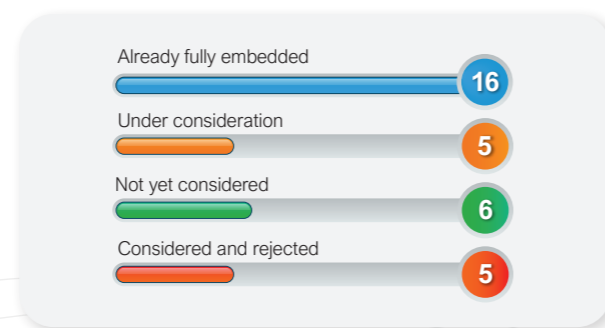 Already fully embedded
16
Under consideration
5
Not yet considered
6
Considered and rejected
5